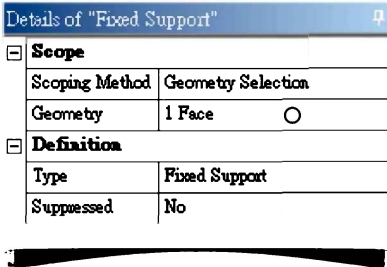 Details of "Fixed Support"
Scope
Scoping Method Geometry Selection
Geometry 1 Face
Definition
Type Fixed Support
Suppressed No